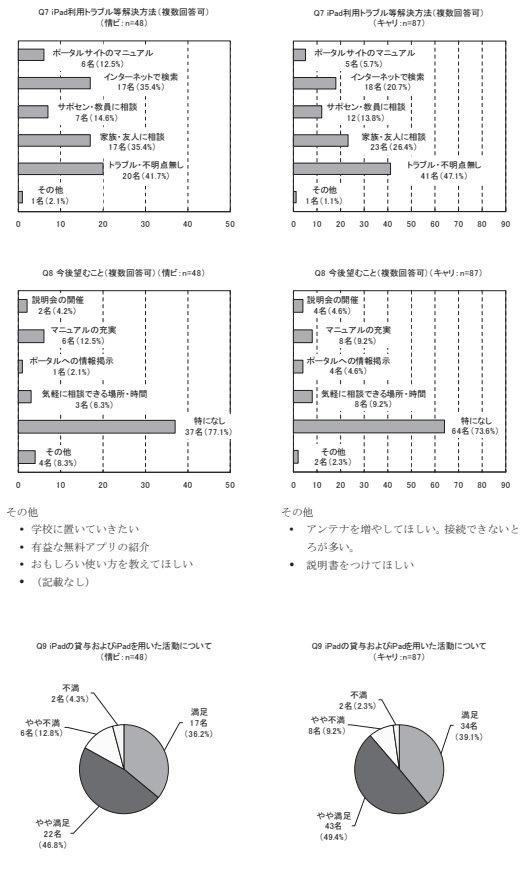 Q7 iPad利用トラブル等解決方法（複数回答可）
（情ビ：n=48）
ポータルサイトのマニュアル
6名（12.5%）
インターネットで検索
17名（35.4%）
サポセン・教員に相談
7名（14.6%）
家族・友人に相談
17名（35.4%）
トラブル・不明点無し
20名（41.7%）
その他
1名（2.1%）
0 10 20 30 40 50
Q7 iPad利用トラブル等解決方法（複数回答可）
（キャリ：n=87）
ポータルサイトのマニュアル
5名（5.7%）
インターネットで検索
18名（20.7%）
サポセン・教員に相談
12（13.8%）
家族・友人に相談
23名（26.4%）
トラブル・不明点無し
41名（47.1%）
その他
1名（1.1%）
0 10 20 30 40 50 60 70 80 90
Q8 今後望むこと（複数回答可）（情ビ：n=48）
説明会の開催
2名（4.2%）
マニュアルの充実
6名（12.5%）
ポータルへの情報掲示
1名（2.1%）
気軽に相談できる場所・時間
3名（6.3%）
特になし
37名（77.1%）
その他
4名（8.3%）
0 10 20 30 40 50
Q8 今後望むこと（複数回答可）（キャリ：n=87）
説明会の開催
4名（4.6%）
マニュアルの充実
8名（9.2%）
ポータルへの情報掲示
4名（4.6%）
気軽に相談できる場所・時間
8名（9.2%）
特になし
64名（73.6%）
その他
2名（2.3%）
0 10 20 30 40 50 60 70 80 90
その他
• 学校に置いていきたい
• 有益な無料アプリの紹介
• おもしろい使い方を教えてほしい
• （記載なし）
その他
• アンテナを増やしてほしい。接続できないと
ろが多い。
• 説明書をつけてほしい
Q9 iPadの貸与およびiPadを用いた活動について
（情ビ：n=48）
不満
2名（4.3%）
やや不満
6名（12.8%）
満足
17名
（36.2%）
やや満足
22名
（46.8%）
Q9 iPadの貸与およびiPadを用いた活動について
（キャリ：n=87）
不満
2名（2.3%）
やや不満
8名（9.2%）
満足
34名
（39.1%）
やや満足
43名
（49.4%）